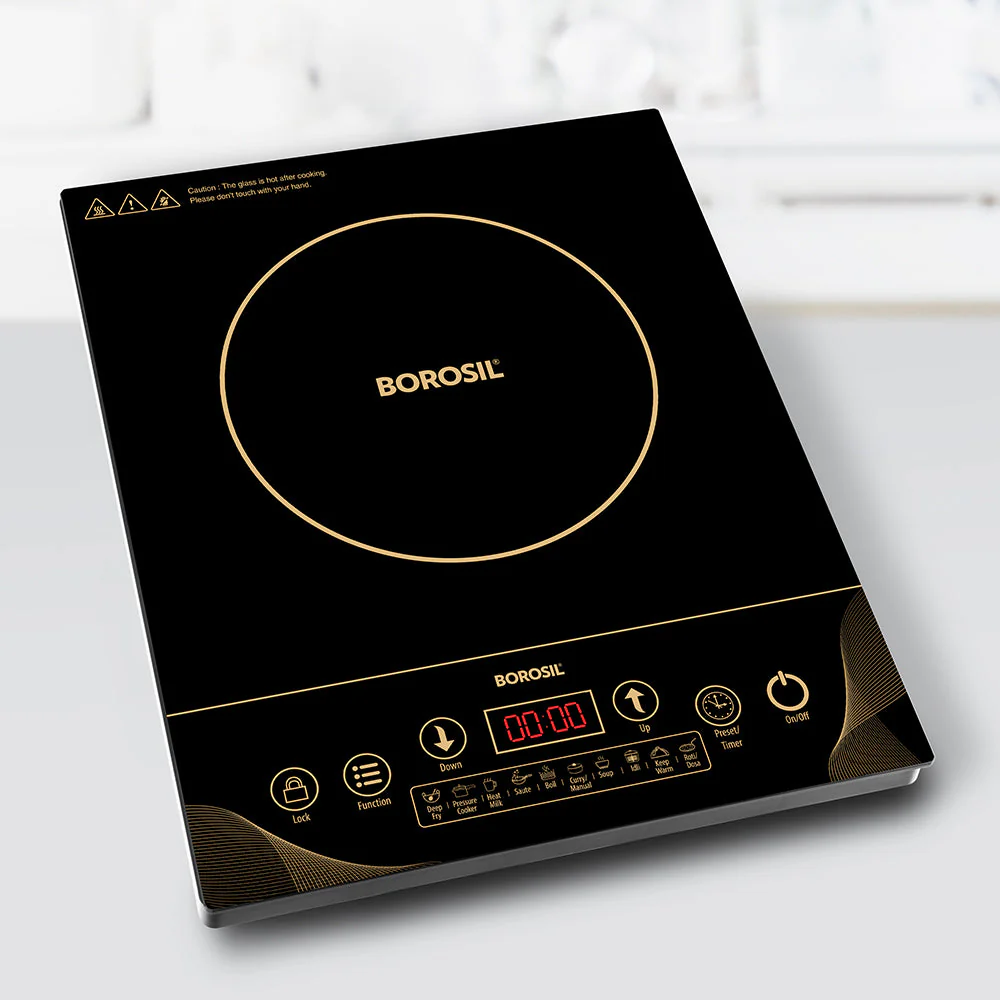 Caution : The glass is hot after cooking.
Please don't touch with your hand.
BOROSIL®
BOROSIL®
00:00
Lock
Function
Down
Up
Preset/
Timer
On/Off
Deep
Fry
Pressure
Cooker
Heat
Milk
Saute
Boil
Curry/
Manual
Soup
Idli
Keep
Warm
Roti/
Dosa